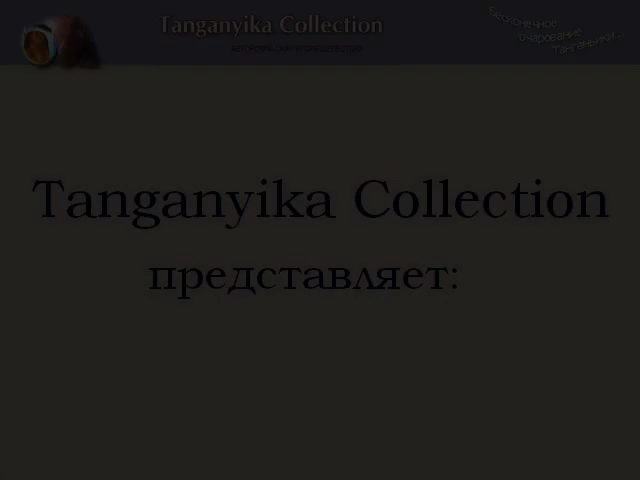 Tanganyika Collection
Бесконечное
очарование
танганьики!...
Tanganyika Collection
представляет: